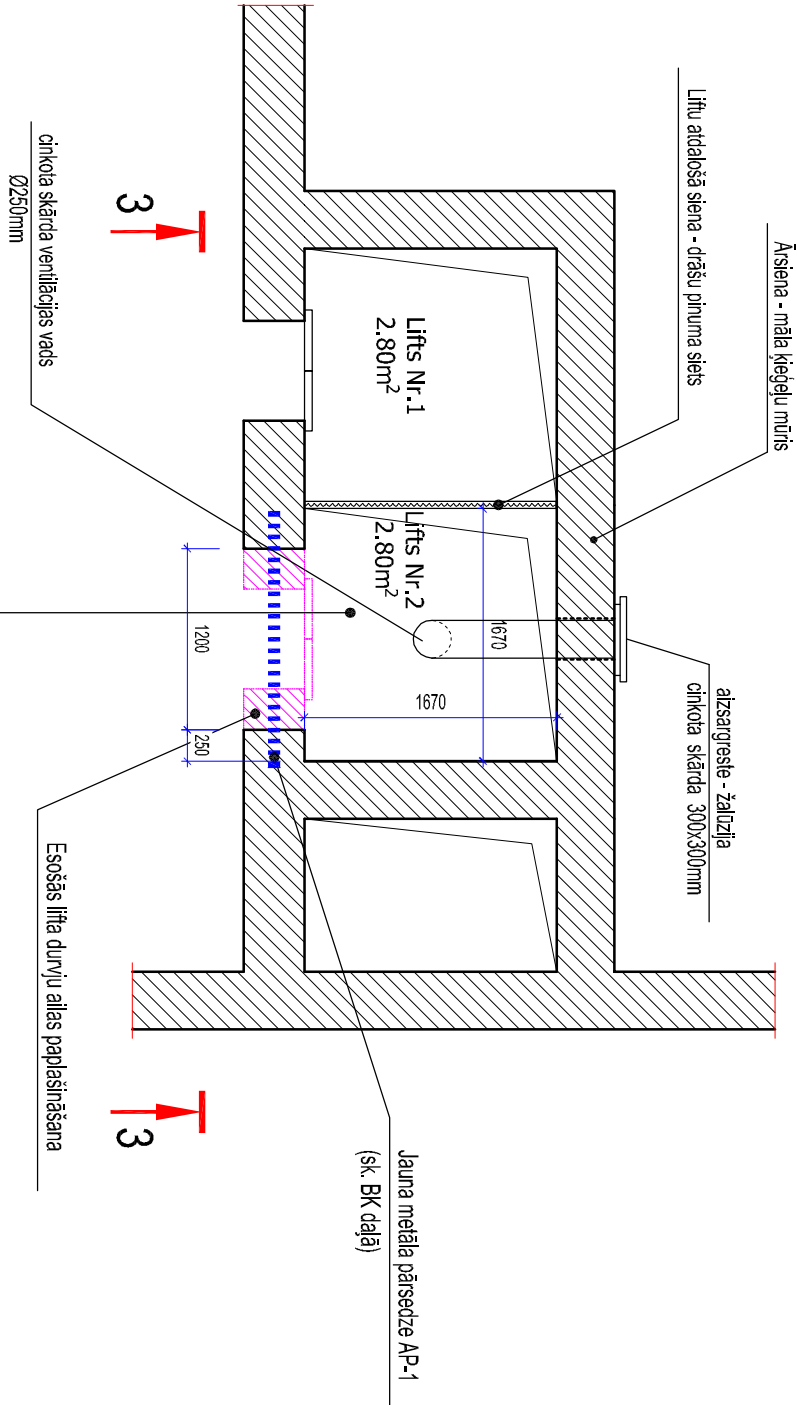 Ārsiena - māla ķieģeļu mūris
Liftu atdalošā siena - drāšu pinuma siets
aizsargreste - žalūzija
cinkota skārda 300x300mm
Lifts Nr.1
2.80m²
Lifts Nr.2
2.80m²
1670
1670
1200
250
cinkota skārda ventilācijas vads
Ø250mm
3
3
Esošās lifta durvju ailas paplašināšana
Jauna metāla pārsedze AP-1
(sk. BK daļā)